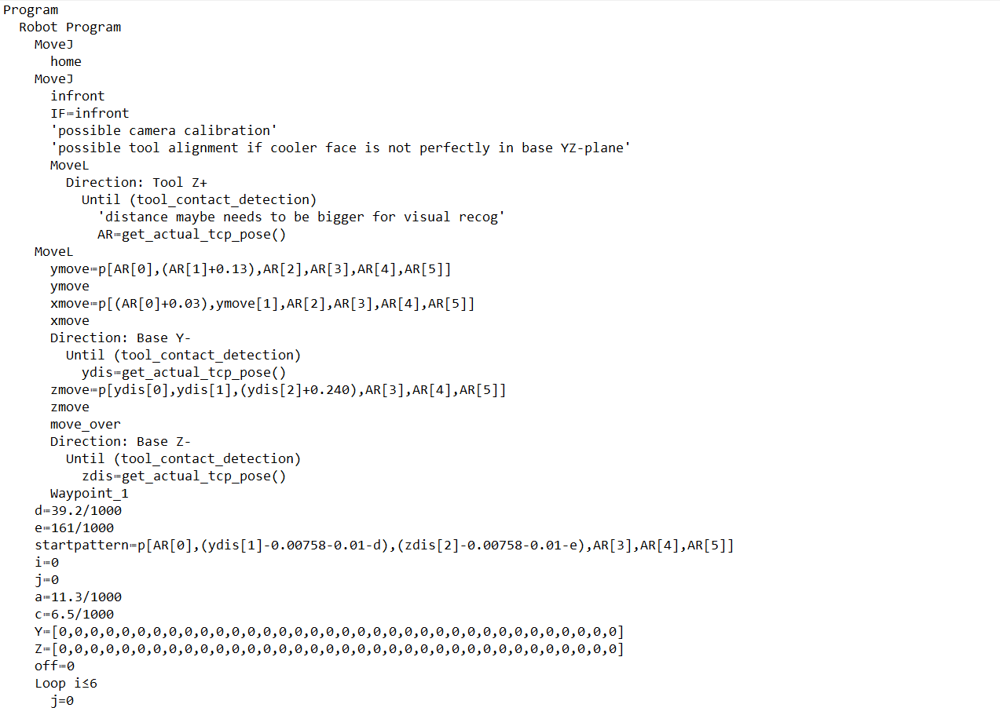 Program
Robot Program
MoveJ
home
MoveJ
infront
IF≔infront
'possible camera calibration'
'possible tool alignment if cooler face is not perfectly in base YZ-plane'
MoveL
Direction: Tool Z+
Until (tool_contact_detection)
'distance maybe needs to be bigger for visual recog'
AR≔get_actual_tcp_pose()
MoveL
ymove≔p[AR[0],(AR[1]+0.13),AR[2],AR[3],AR[4],AR[5]]
ymove
xmove≔p[(AR[0]+0.03),ymove[1],AR[2],AR[3],AR[4],AR[5]]
xmove
Direction: Base Y-
Until (tool_contact_detection)
ydis≔get_actual_tcp_pose()
zmove≔p[ydis[0],ydis[1],(ydis[2]+0.240),AR[3],AR[4],AR[5]]
zmove
move_over
Direction: Base Z-
Until (tool_contact_detection)
zdis≔get_actual_tcp_pose()
Waypoint_1
d≔39.2/1000
e≔161/1000
startpattern≔p[AR[0],(ydis[1]-0.00758-0.01-d),(zdis[2]-0.00758-0.01-e),AR[3],AR[4],AR[5]]
i≔0
j≔0
a≔11.3/1000
c≔6.5/1000
Y≔[0,0,0,0,0,0,0,0,0,0,0,0,0,0,0,0,0,0,0,0,0,0,0,0,0,0,0,0,0,0,0,0,0,0,0,0]
Z≔[0,0,0,0,0,0,0,0,0,0,0,0,0,0,0,0,0,0,0,0,0,0,0,0,0,0,0,0,0,0,0,0,0,0,0,0]
off≔0
Loop i≤6
j=0